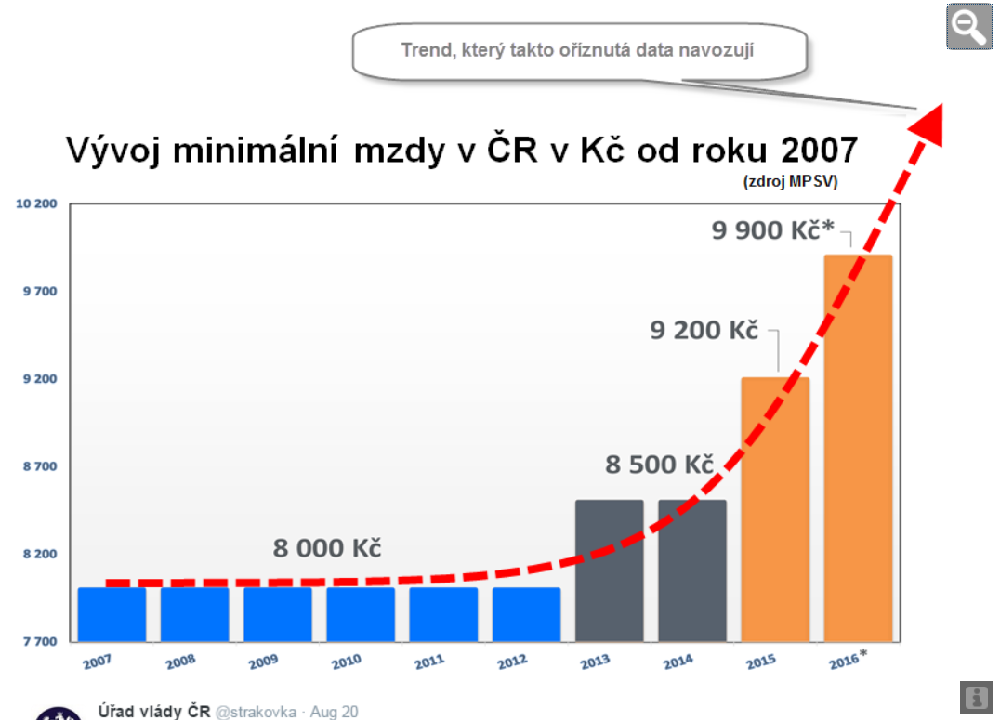 Trend, který takto oříznutá data navozují
Vývoj minimální mzdy v ČR v Kč od roku 2007
(zdroj MPSV)
10 200
9 700
9 200
8 700
8 200
7 700
8 000 Kč
8 500 Kč
9 200 Kč
9 900 Kč*
2007
2008
2009
2010
2011
2012
2013
2014
2015
2016*
Úřad vlády ČR @strakovka · Aug 20